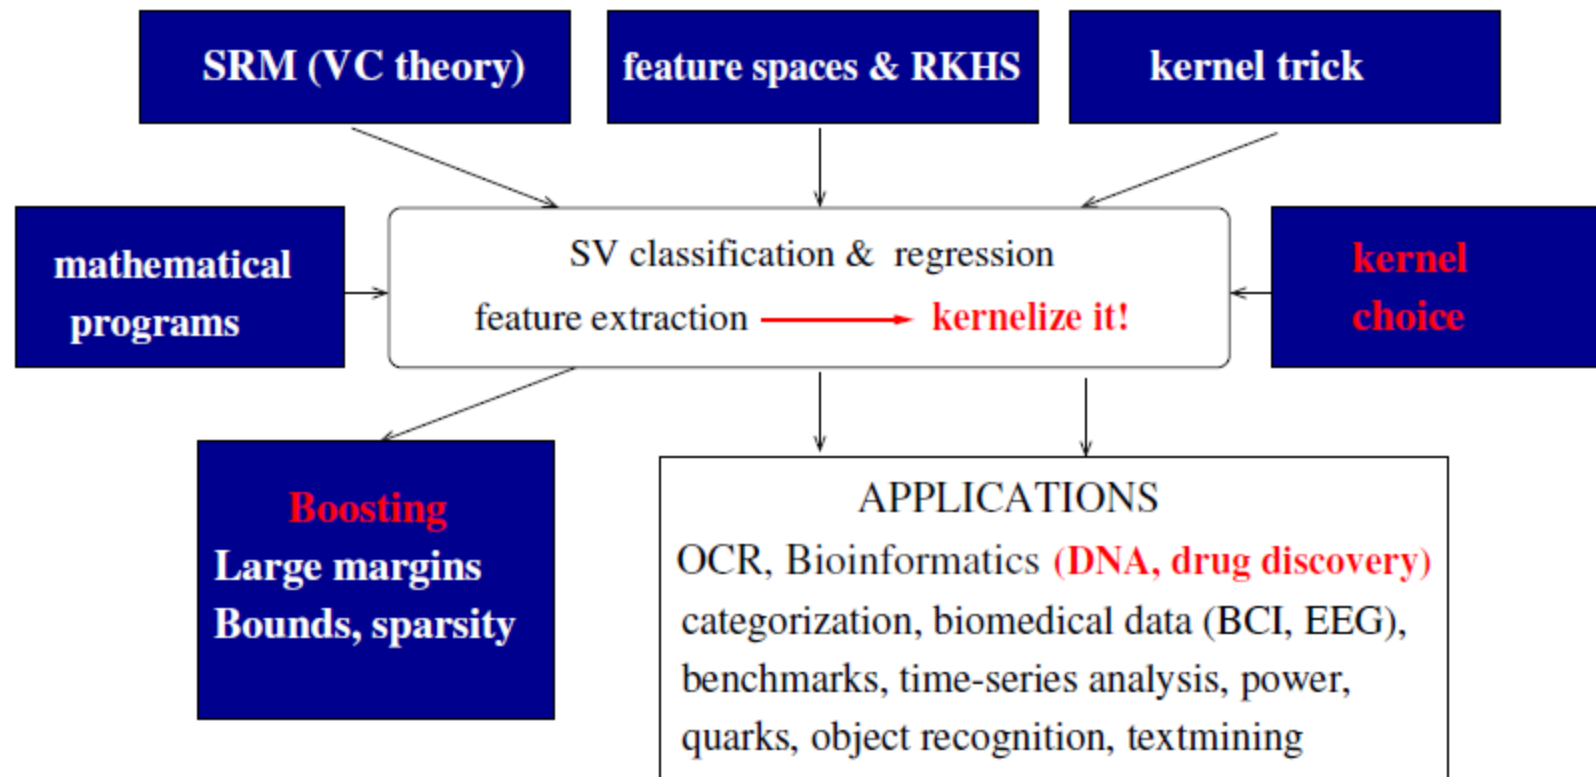 SRM (VC theory)
feature spaces & RKHS
kernel trick
mathematical
programs
SV classification & regression
feature extraction
kernelize it!
kernel
choice
Boosting
Large margins
Bounds, sparsity
APPLICATIONS
OCR, Bioinformatics (DNA, drug discovery)
categorization, biomedical data (BCI, EEG),
benchmarks, time-series analysis, power,
quarks, object recognition, textmining